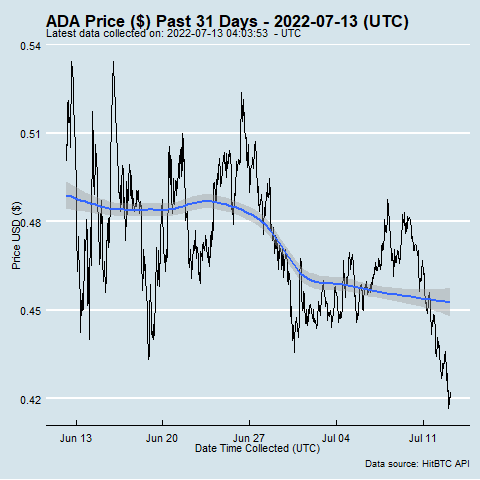 ADA Price ($) Past 31 Days - 2022-07-13 (UTC)
Latest data collected on: 2022-07-13 04:03:53  - UTC
0.54
0.51
0.48
0.45
0.42
Price USD ($)
Jun 13
Jun 20
Jun 27
Jul 04
Jul 11
Date Time Collected (UTC)
Data source: HitBTC API